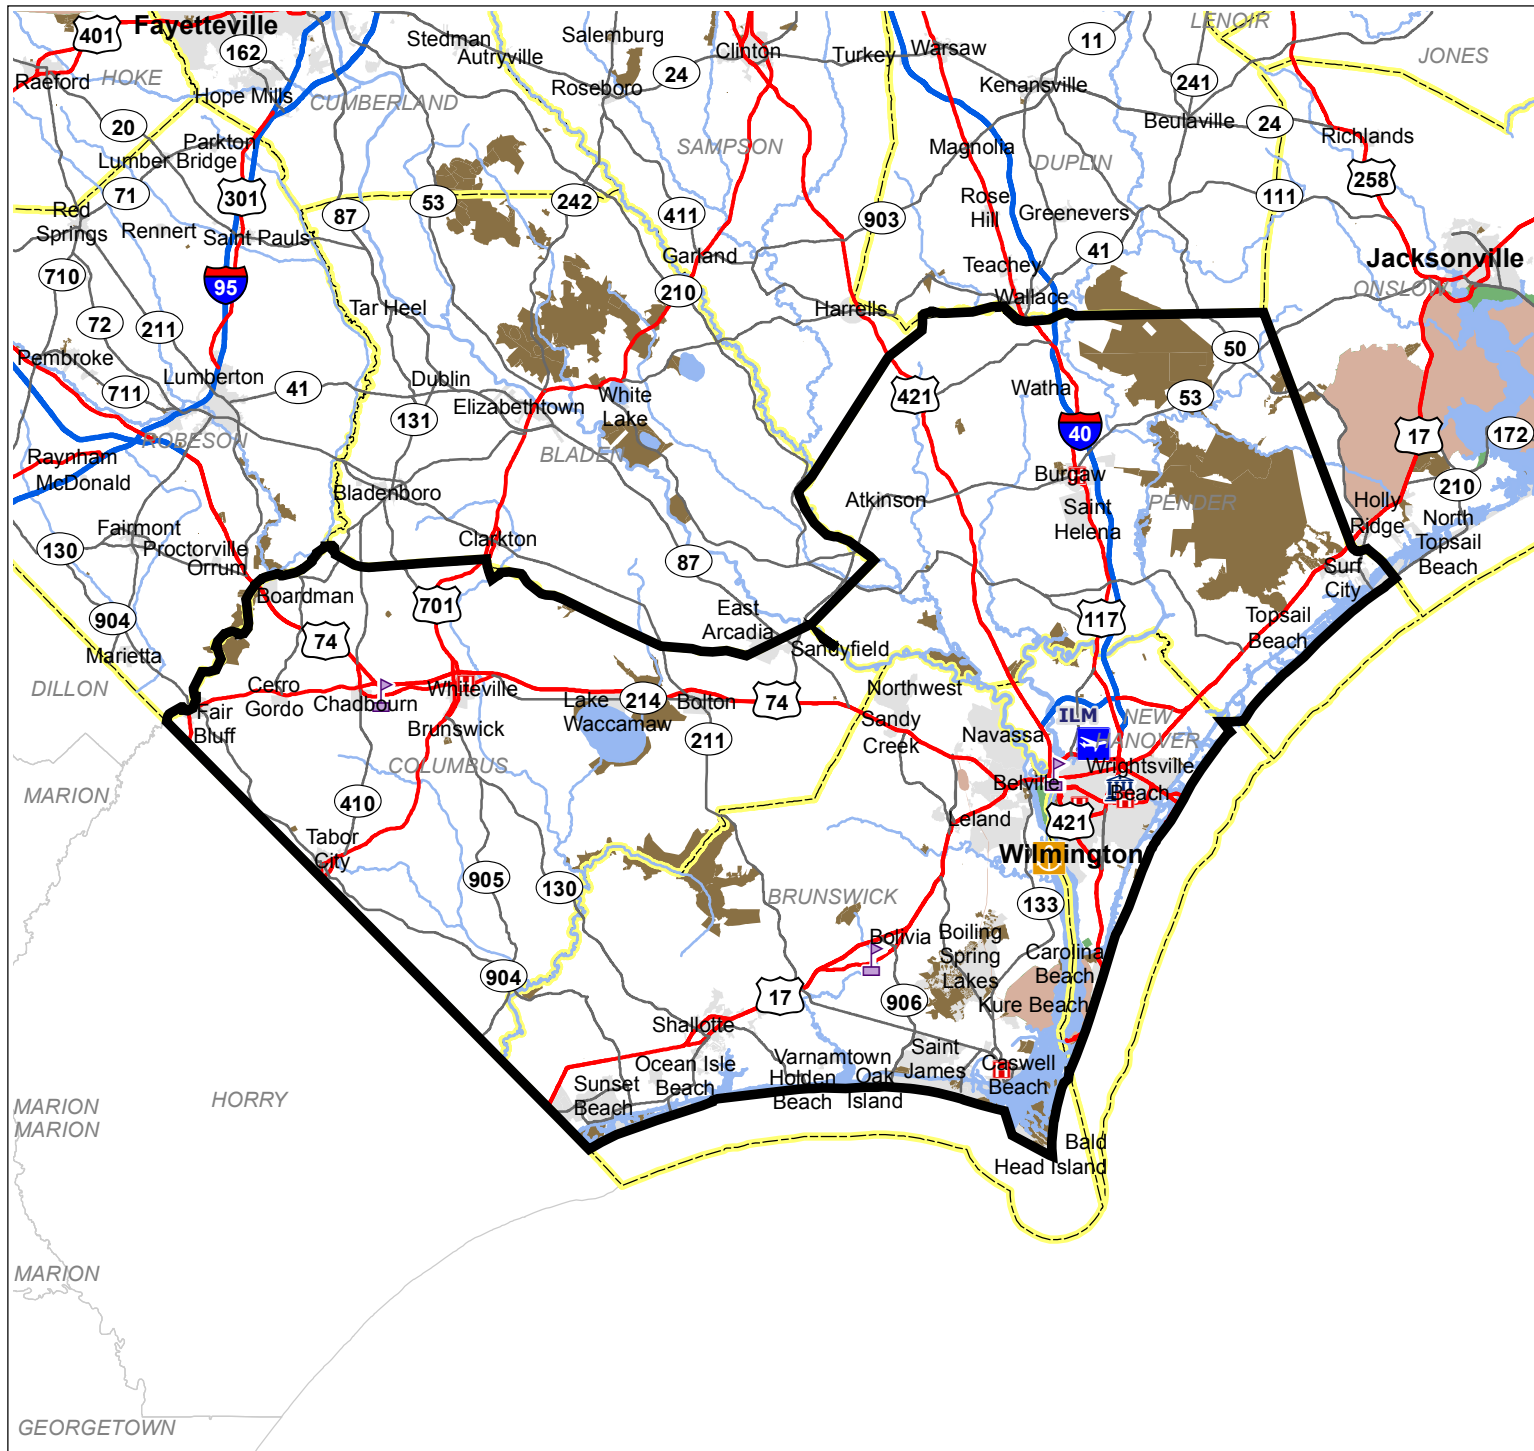 LENOIR
401
Fayetteville
162
Stedman
Autryville
Salemburg
Clinton
Turkey
Warsaw
11
JONES
Raeford
HOKE
Hope Mills
CUMBERLAND
Roseboro
24
Kenansville
241
20
Parkton
Lumber Bridge
SAMPSON
Magnolia
DUPLIN
Beulaville
24
Richlands
71
301
87
53
242
411
903
Rose
Hill
Greenevers
111
258
Red
Springs
Rennert
Saint Pauls
Garland
41
Teachey
Jacksonville
ONSLOW
710
95
Tar Heel
210
Harrells
Wallace
72
211
50
Pembroke
711
Lumberton
41
Dublin
131
Elizabethtown
White
Lake
421
Watha
53
ROBESON
BLADEN
40
17
172
Raynham
McDonald
Bladenboro
Atkinson
Burgaw
Saint
Helena
PENDER
Holly
Ridge
210
North
Topsail
Beach
Fairmont
130
Proctorville
Orrum
Clarkton
87
Surf
City
Boardman
701
East
Arcadia
117
Topsail
Beach
904
Marietta
74
Sandyfield
DILLON
Cerro
Gordo
Chadbourn
Whiteville
Lake
Waccamaw
214
Bolton
74
Northwest
Fair
Bluff
Brunswick
211
Sandy
Creek
Navassa
ILM
NEW
HANOVER
COLUMBUS
Wrightsville
Beach
Belville
MARION
410
Leland
421
Tabor
City
Wilmington
905
130
BRUNSWICK
133
Bolivia
Boiling
Spring
Lakes
Carolina
Beach
904
17
906
Kure Beach
Shallotte
Ocean Isle
Beach
Varnamtown
Holden
Beach
Oak
Island
Saint
James
Caswell
Beach
Sunset
Beach
HORRY
MARION
MARION
Bald
Head Island
MARION
GEORGETOWN